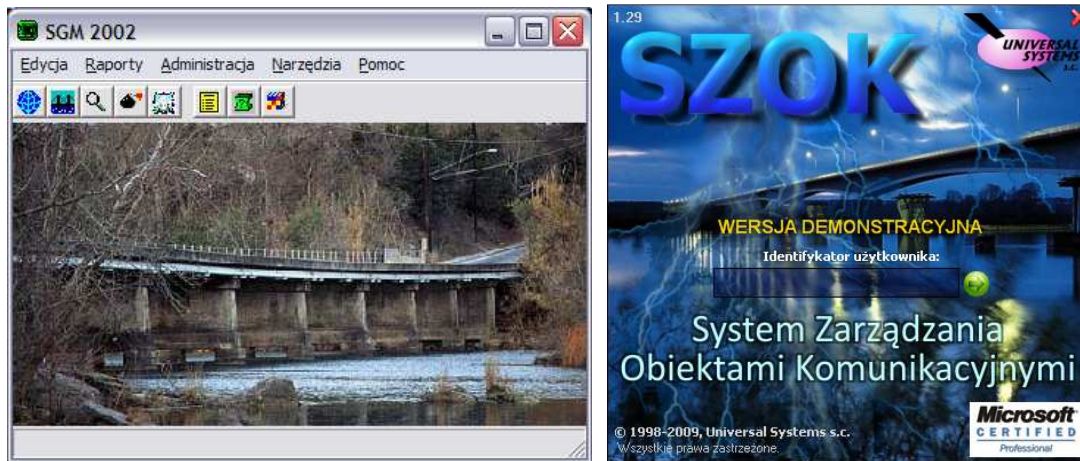 SGM 2002
Edycja Raporty Administracja Narzędzia Pomoc
1.29
SZOK
UNIVERSAL
SYSTEMS
s.c.
WERSJA DEMONSTRACYJNA
Identifykator użytkownika:
System Zarządzania
Obiektami Komunikacyjnymi
© 1998-2009, Universal Systems s.c.
Wszystkie prawa zastrzeżone.
Microsoft
CERTIFIED
Professional